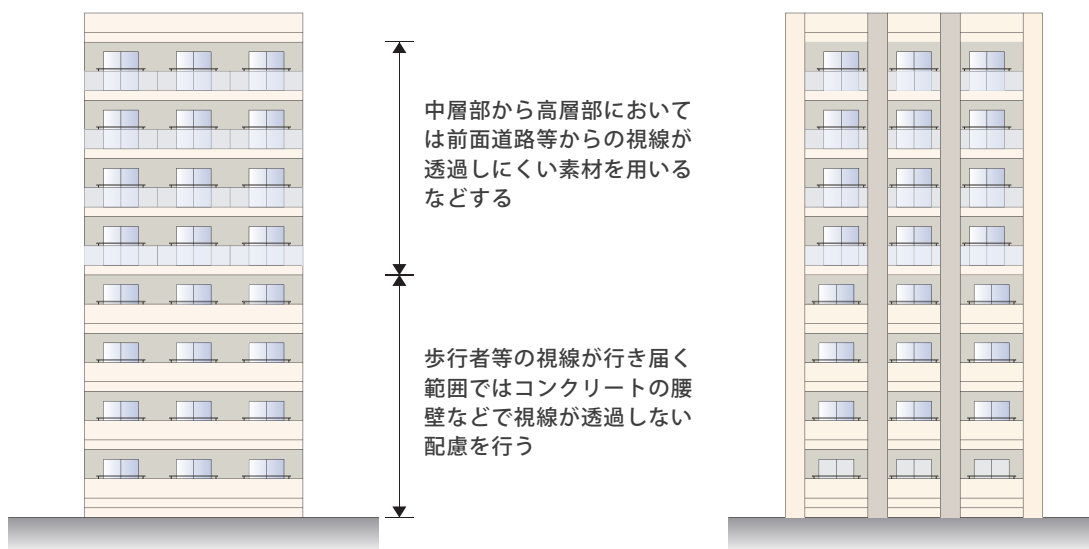 中層部から高層部において
は前面道路等からの視線が
透過しにくい素材を用いる
などする
歩行者等の視線が行き届く
範囲ではコンクリートの腰
壁などで視線が透過しない
配慮を行う